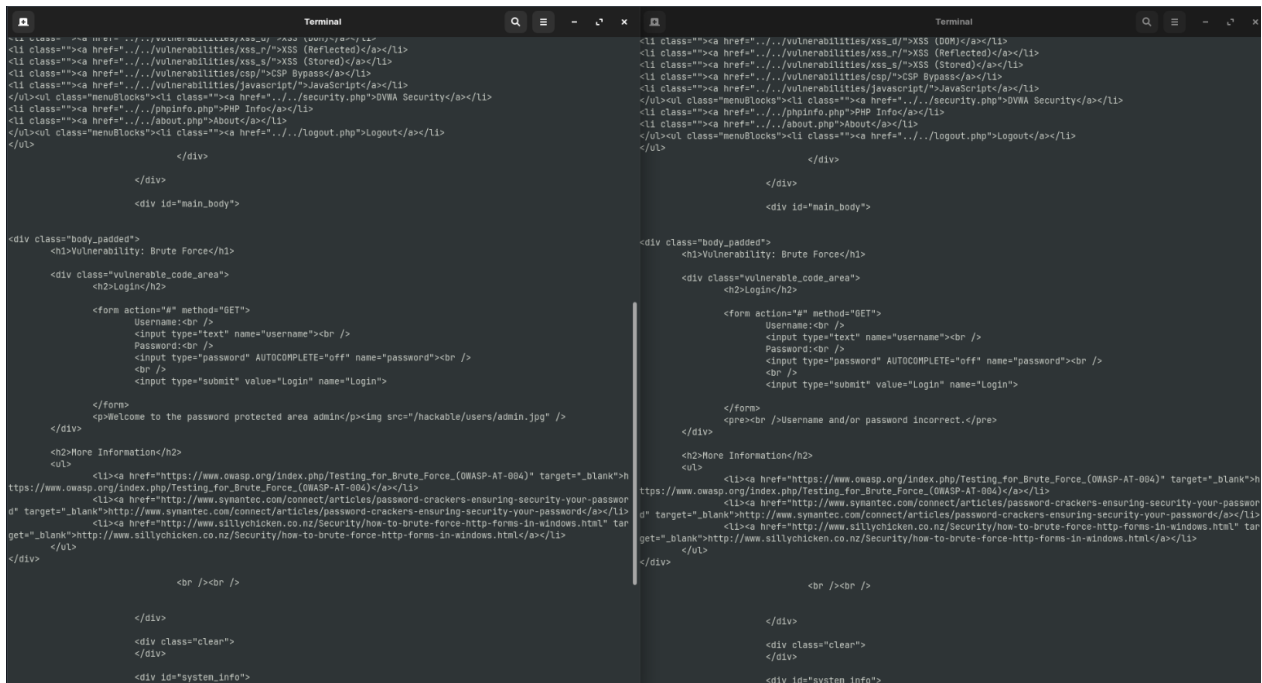 Terminal
<li class=""><a href="../../vulnerabilities/xss_d/">XSS (DOM)</a></li>
<li class=""><a href="../../vulnerabilities/xss_r/">XSS (Reflected)</a></li>
<li class=""><a href="../../vulnerabilities/xss_s/">XSS (Stored)</a></li>
<li class=""><a href="../../vulnerabilities/csp/">CSP Bypass</a></li>
<li class=""><a href="../../vulnerabilities/javascript/">JavaScript</a></li>
</ul><ul class="menuBlocks"><li class=""><a href="../../security.php">DVWA Security</a></li>
<li class=""><a href="../../phpinfo.php">PHP Info</a></li>
<li class=""><a href="../../about.php">About</a></li>
</ul><ul class="menuBlocks"><li class=""><a href="../../logout.php">Logout</a></li>
</ul>
</div>
</div>
<div id="main_body">
<div class="body_padded">
<h1>Vulnerability: Brute Force</h1>
<div class="vulnerable_code_area">
<h2>Login</h2>
<form action="#" method="GET">
Username:<br />
<input type="text" name="username"><br />
Password:<br />
<input type="password" AUTOCOMPLETE="off" name="password"><br />
<br />
<input type="submit" value="Login" name="Login">
</form>
<p>Welcome to the password protected area admin</p><img src="/hackable/users/admin.jpg" />
</div>
<h2>More Information</h2>
<ul>
<li><a href="https://www.owasp.org/index.php/Testing_for_Brute_Force_(OWASP-AT-004)" target="_blank">h
ttps://www.owasp.org/index.php/Testing_for_Brute_Force_(OWASP-AT-004)</a></li>
<li><a href="http://www.symantec.com/connect/articles/password-crackers-ensuring-security-your-passwor
d" target="_blank">http://www.symantec.com/connect/articles/password-crackers-ensuring-security-your-password</a></li>
<li><a href="http://www.sillychicken.co.nz/Security/how-to-brute-force-http-forms-in-windows.html" tar
get="_blank">http://www.sillychicken.co.nz/Security/how-to-brute-force-http-forms-in-windows.html</a></li>
</ul>
</div>
<br /><br />
</div>
<div class="clear">
</div>
<div id="system_info">
Terminal
<li class=""><a href="../../vulnerabilities/xss_d/">XSS (DOM)</a></li>
<li class=""><a href="../../vulnerabilities/xss_r/">XSS (Reflected)</a></li>
<li class=""><a href="../../vulnerabilities/xss_s/">XSS (Stored)</a></li>
<li class=""><a href="../../vulnerabilities/csp/">CSP Bypass</a></li>
<li class=""><a href="../../vulnerabilities/javascript/">JavaScript</a></li>
</ul><ul class="menuBlocks"><li class=""><a href="../../security.php">DVWA Security</a></li>
<li class=""><a href="../../phpinfo.php">PHP Info</a></li>
<li class=""><a href="../../about.php">About</a></li>
</ul><ul class="menuBlocks"><li class=""><a href="../../logout.php">Logout</a></li>
</ul>
</div>
</div>
<div id="main_body">
<div class="body_padded">
<h1>Vulnerability: Brute Force</h1>
<div class="vulnerable_code_area">
<h2>Login</h2>
<form action="#" method="GET">
Username:<br />
<input type="text" name="username"><br />
Password:<br />
<input type="password" AUTOCOMPLETE="off" name="password"><br />
<br />
<input type="submit" value="Login" name="Login">
</form>
<pre><br />Username and/or password incorrect.</pre>
</div>
<h2>More Information</h2>
<ul>
<li><a href="https://www.owasp.org/index.php/Testing_for_Brute_Force_(OWASP-AT-004)" target="_blank">h
ttps://www.owasp.org/index.php/Testing_for_Brute_Force_(OWASP-AT-004)</a></li>
<li><a href="http://www.symantec.com/connect/articles/password-crackers-ensuring-security-your-passwor
d" target="_blank">http://www.symantec.com/connect/articles/password-crackers-ensuring-security-your-password</a></li>
<li><a href="http://www.sillychicken.co.nz/Security/how-to-brute-force-http-forms-in-windows.html" tar
get="_blank">http://www.sillychicken.co.nz/Security/how-to-brute-force-http-forms-in-windows.html</a></li>
</ul>
</div>
<br /><br />
</div>
<div class="clear">
</div>
<div id="system_info">